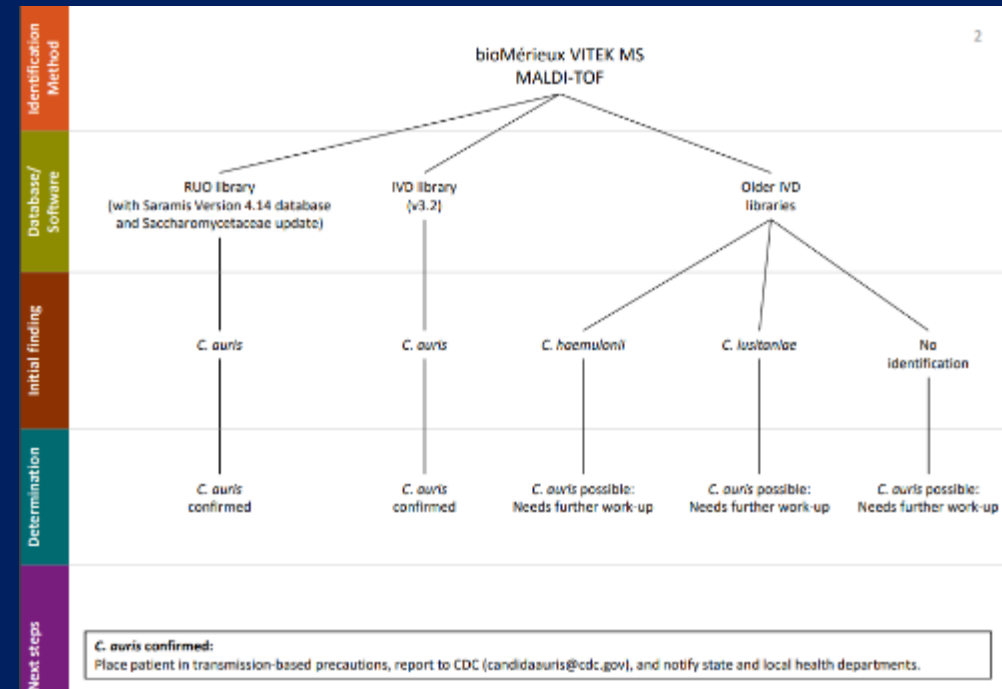 2
Identification
Method
bioMérieux VITEK MS
MALDI-TOF
Database/
Software
RUO library
(with Saramis Version 4.14 database
and Saccharomycetaceae update)
IVD library
(v3.2)
Older IVD
libraries
Initial finding
C. auris
C. auris
C. haemulonii
C. lusitaniae
No
identification
Determination
C. auris
confirmed
C. auris
confirmed
C. auris possible:
Needs further work-up
C. auris possible:
Needs further work-up
C. auris possible:
Needs further work-up
Next steps
C. auris confirmed:
Place patient in transmission-based precautions, report to CDC (candidaauris@cdc.gov), and notify state and local health departments.